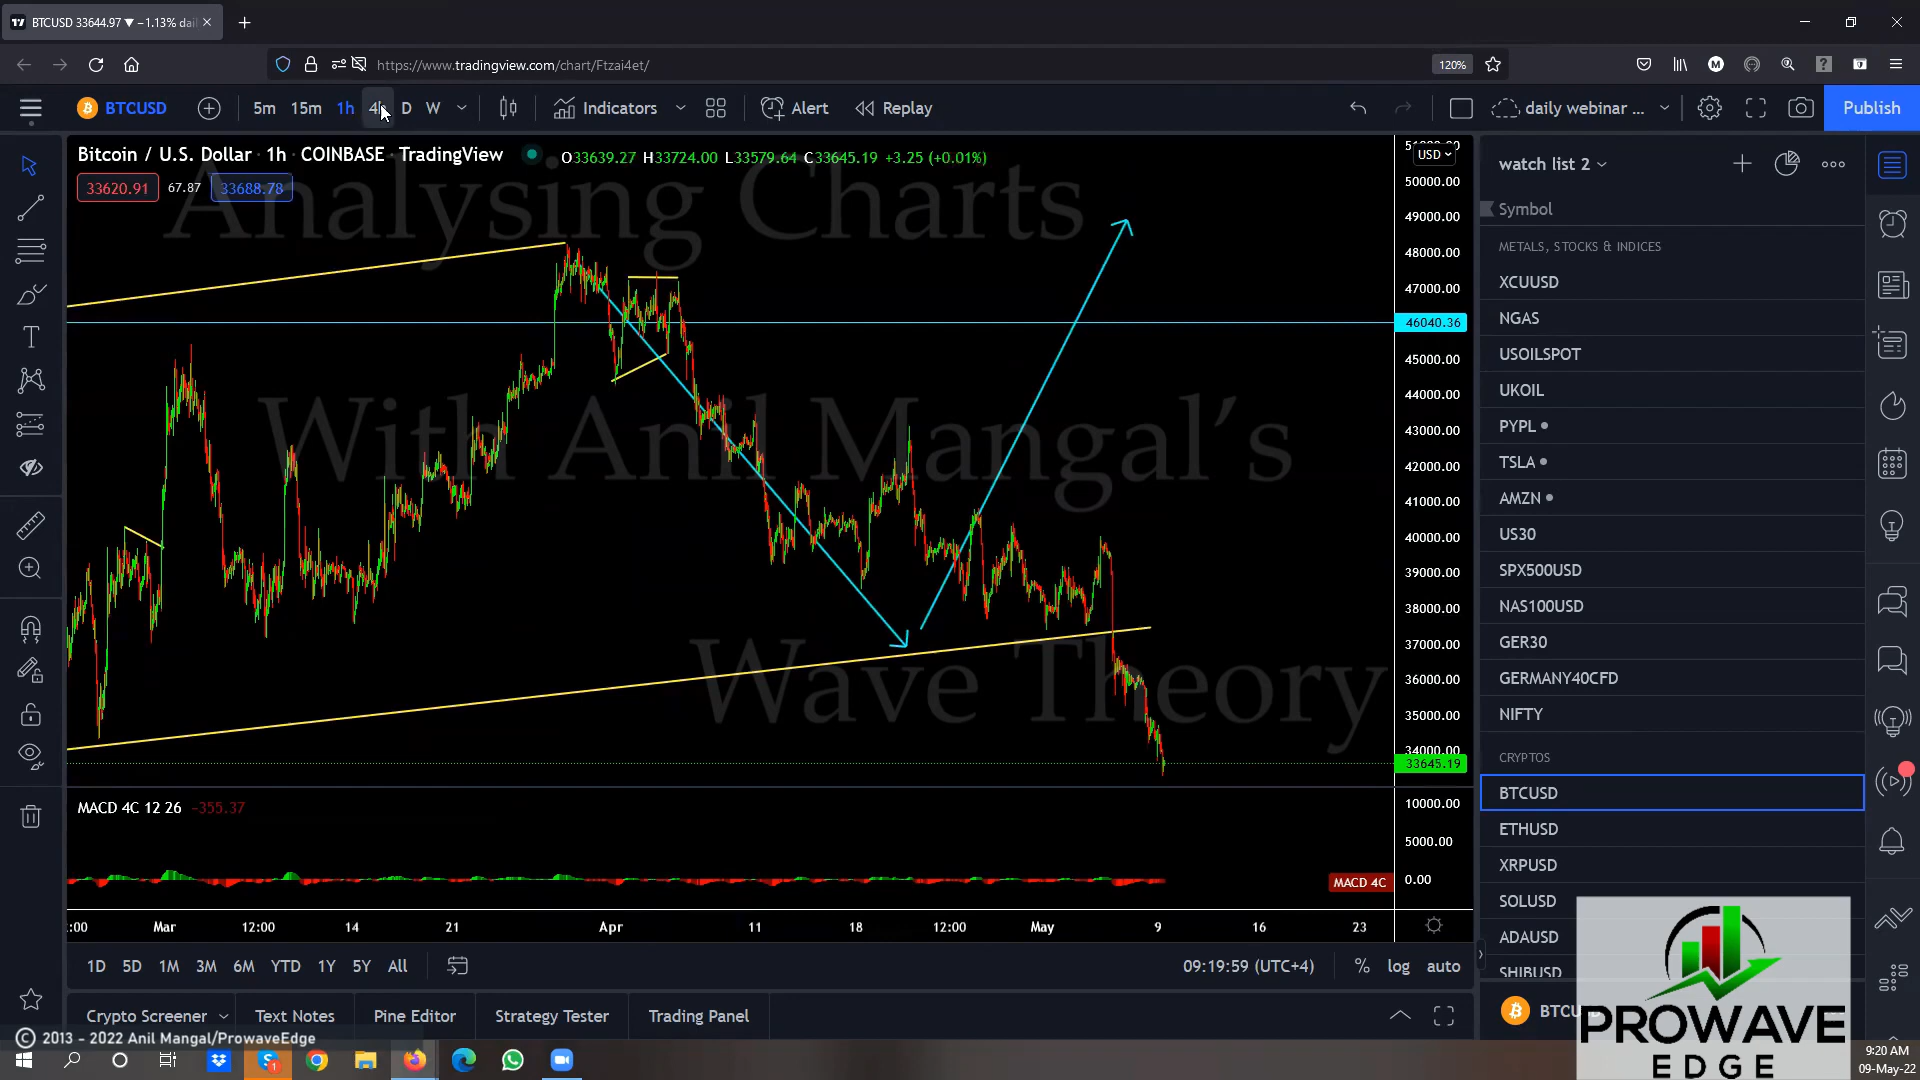 BTCUSD 33644.97 ▼ −1.13% dai
https://www.tradingview.com/chart/Ftzai4et/
120%
BTCUSD 5m 15m 1h 4h D W Indicators Alert Replay daily webinar ... Publish
Bitcoin / U.S. Dollar · 1h · COINBASE · TradingView O33639.27 H33724.00 L33579.64 C33645.19 +3.25 (+0.01%)
33620.91 67.87 33688.78
Analysing Charts
With Anil Mangal's
Wave Theory
USD
50000.00
49000.00
48000.00
47000.00
46040.36
45000.00
44000.00
43000.00
42000.00
41000.00
40000.00
39000.00
38000.00
37000.00
36000.00
35000.00
34000.00
33645.19
MACD 4C 12 26 −355.37
10000.00
5000.00
0.00
MACD 4C
:00 Mar 12:00 14 21 Apr 11 18 12:00 May 9 16 23
1D 5D 1M 3M 6M YTD 1Y 5Y All 09:19:59 (UTC+4) % log auto
Crypto Screener Text Notes Pine Editor Strategy Tester Trading Panel
© 2013 - 2022 Anil Mangal/ProwaveEdge
watch list 2
Symbol
METALS, STOCKS & INDICES
XCUUSD
NGAS
USOILSPOT
UKOIL
PYPL
TSLA
AMZN
US30
SPX500USD
NAS100USD
GER30
GERMANY40CFD
NIFTY
CRYPTOS
BTCUSD
ETHUSD
XRPUSD
SOLUSD
ADAUSD
SHIBUSD
BTCU
PROWAVE
EDGE
9:20 AM
09-May-22